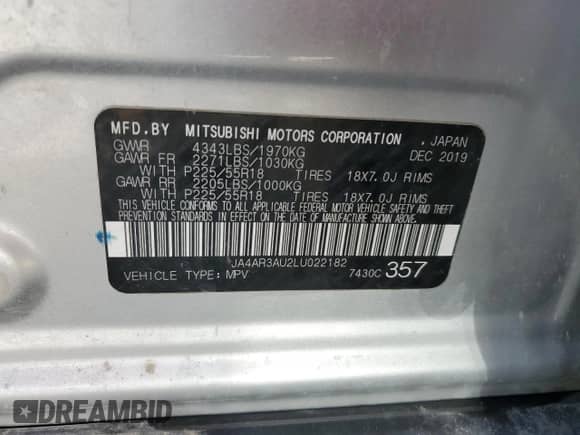 MFD.BY MITSUBISHI MOTORS CORPORATION , JAPAN
GVWR 4343LBS/1970KG DEC 2019
GAWR FR 2271LBS/1030KG
WITH P225/55R18 TIRES 18X7.0J RIMS
GAWR RR 2205LBS/1000KG
WITH P225/55R18 TIRES 18X7.0J RIMS
THIS VEHICLE CONFORMS TO ALL APPLICABLE FEDERAL MOTOR VEHICLE SAFETY AND THEFT
PREVENTION STANDARDS IN EFFECT ON THE DATE OF MANUFACTURE SHOWN ABOVE.
JA4AR3AU2LU022182
VEHICLE TYPE: MPV 7430C 357
DREAMBID